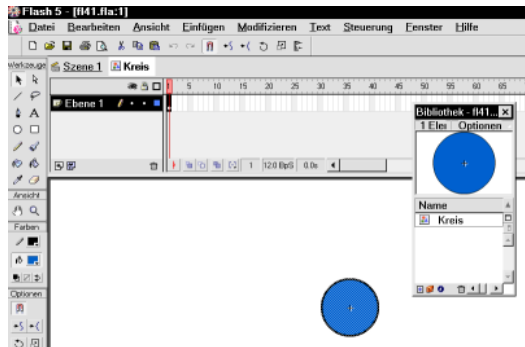 Flash 5 - [fl41.fla:1]
Datei Bearbeiten Ansicht Einfügen Modifizieren Text Steuerung Fenster Hilfe
Werkzeuge
Szene 1 Kreis
1 5 10 15 20 25 30 35 40 45 50 55 60 65
Ebene 1
Bibliothek - fl41...
1 Elei Optionen
1 12.0 BpS 0.0s
Ansicht
Name
Kreis
Farben
Optionen